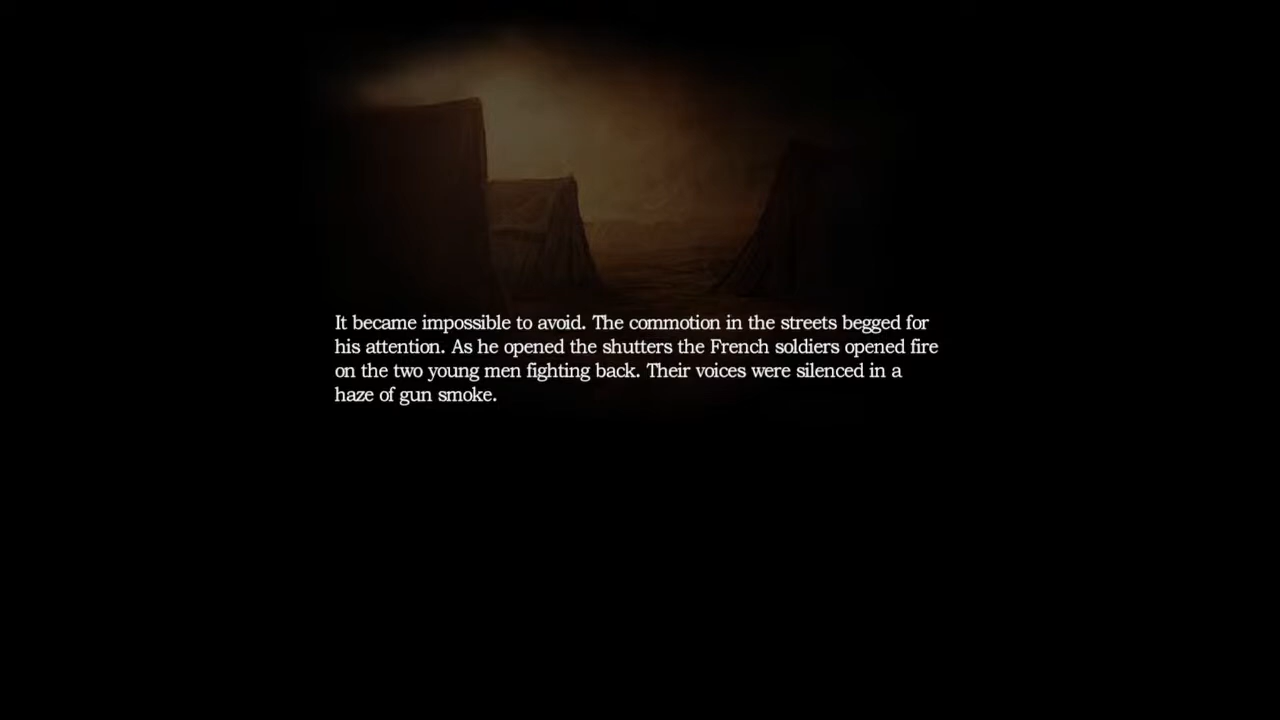 It became impossible to avoid. The commotion in the streets begged for
his attention. As he opened the shutters the French soldiers opened fire
on the two young men fighting back. Their voices were silenced in a
haze of gun smoke.